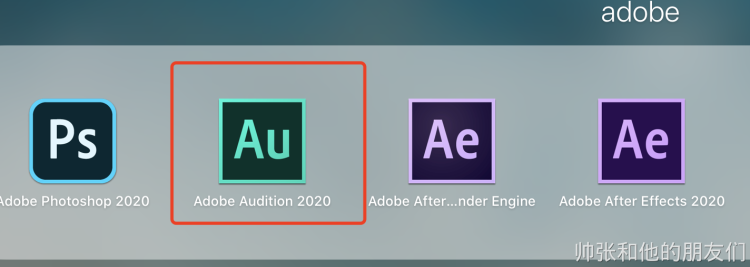 adobe
Ps
Au
Ae
Ae
Adobe Photoshop 2020
Adobe Audition 2020
Adobe After...nder Engine
Adobe After Effects 2020
帅张和他的朋友们